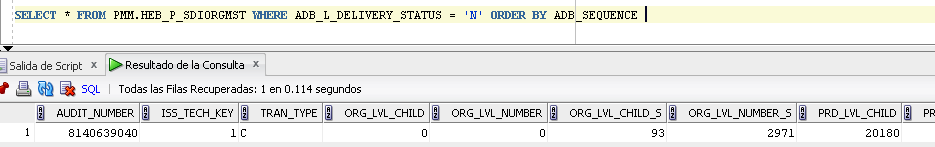 SELECT * FROM PMM.HEB_P_SDIORGMST WHERE ADB_L_DELIVERY_STATUS = 'N' ORDER BY ADB_SEQUENCE
Salida de Script × Resultado de la Consulta ×
SQL | Todas las Filas Recuperadas: 1 en 0.114 segundos
AUDIT_NUMBER ISS_TECH_KEY TRAN_TYPE ORG_LVL_CHILD ORG_LVL_NUMBER ORG_LVL_CHILD_S ORG_LVL_NUMBER_S PRD_LVL_CHILD PR
1 8140639040 1 C 0 0 93 2971 20180